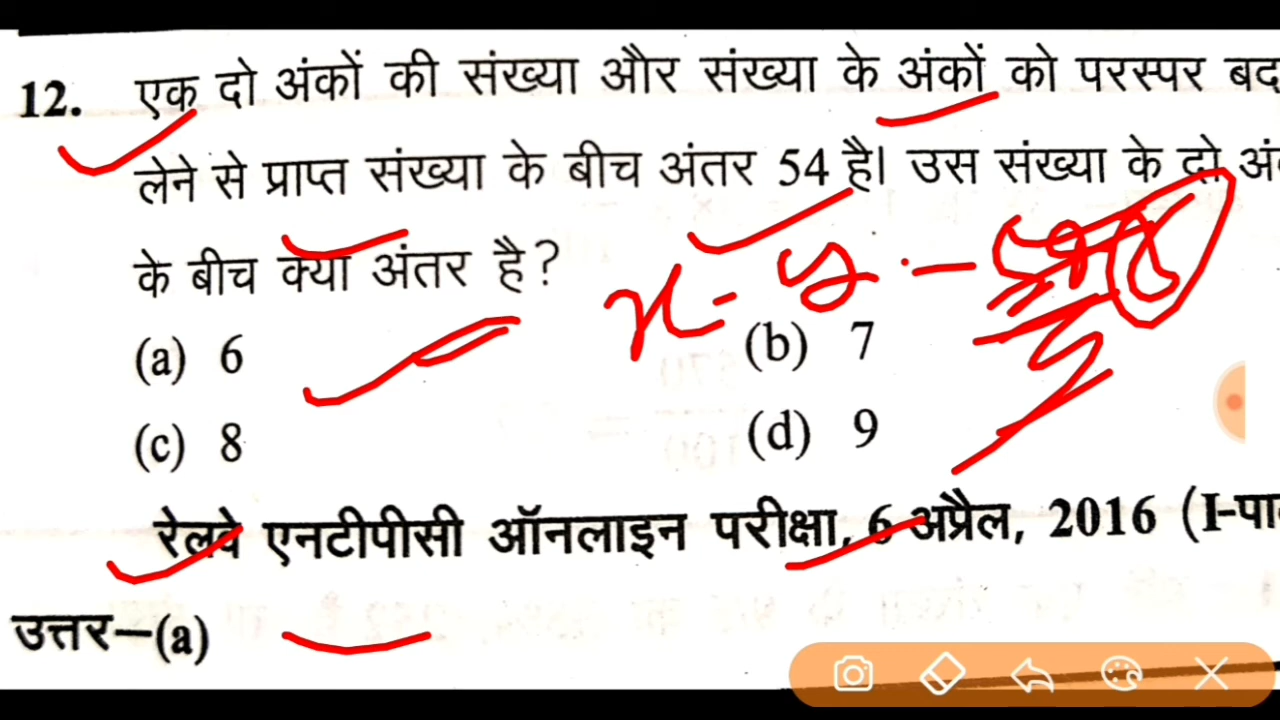 12. एक दो अंकों की संख्या और संख्या के अंकों को परस्पर बद
लेने से प्राप्त संख्या के बीच अंतर 54 है। उस संख्या के दो अं
के बीच क्या अंतर है?
x - y =
(a) 6 (b) 7
(c) 8 (d) 9
रेलवे एनटीपीसी ऑनलाइन परीक्षा, 6 अप्रैल, 2016 (I-पा
उत्तर–(a)